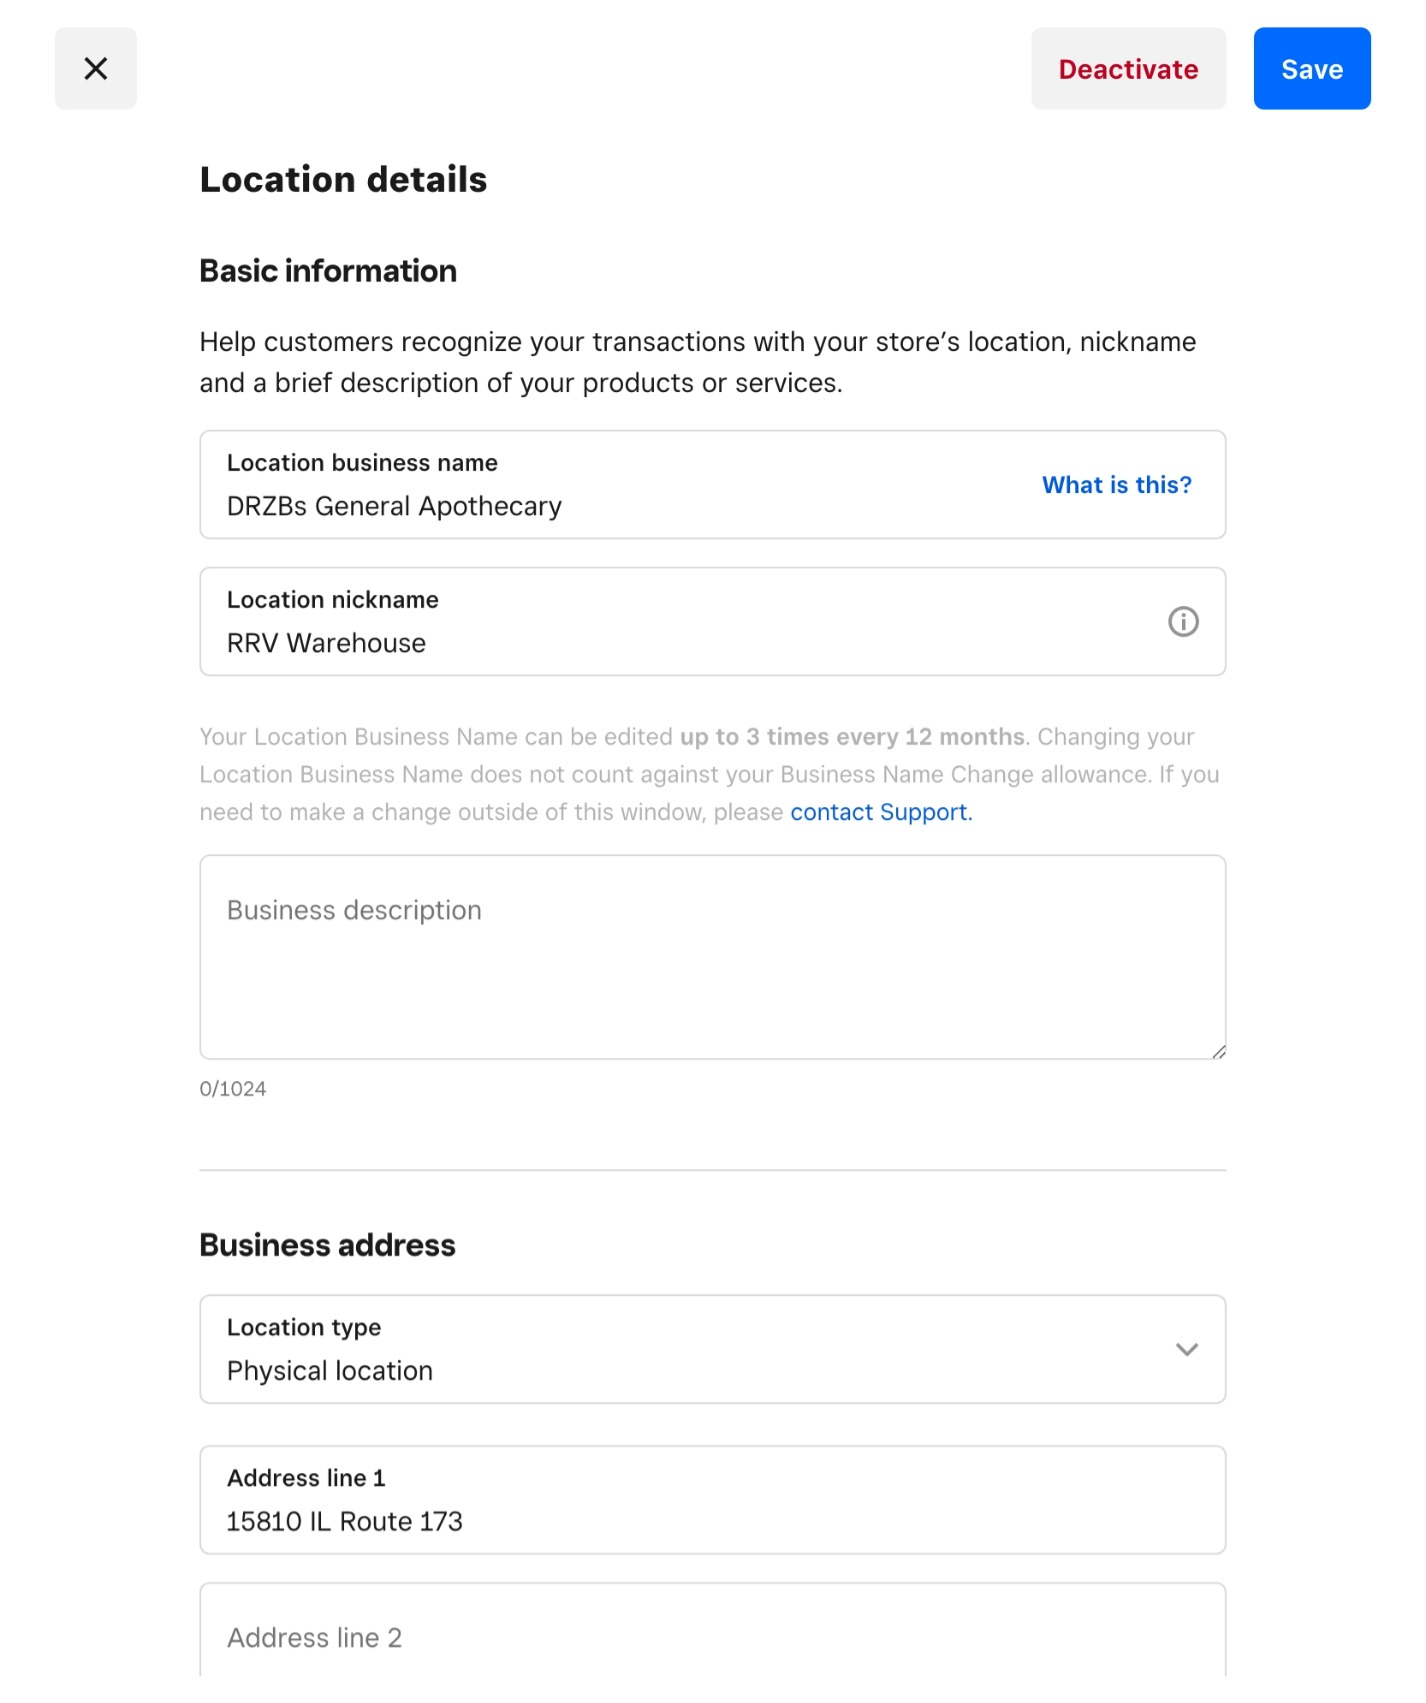 Deactivate
Save
Location details
Basic information
Help customers recognize your transactions with your store’s location, nickname
and a brief description of your products or services.
Location business name
DRZBs General Apothecary
What is this?
Location nickname
RRV Warehouse
Your Location Business Name can be edited up to 3 times every 12 months. Changing your
Location Business Name does not count against your Business Name Change allowance. If you
need to make a change outside of this window, please contact Support.
Business description
0/1024
Business address
Location type
Physical location
Address line 1
15810 IL Route 173
Address line 2